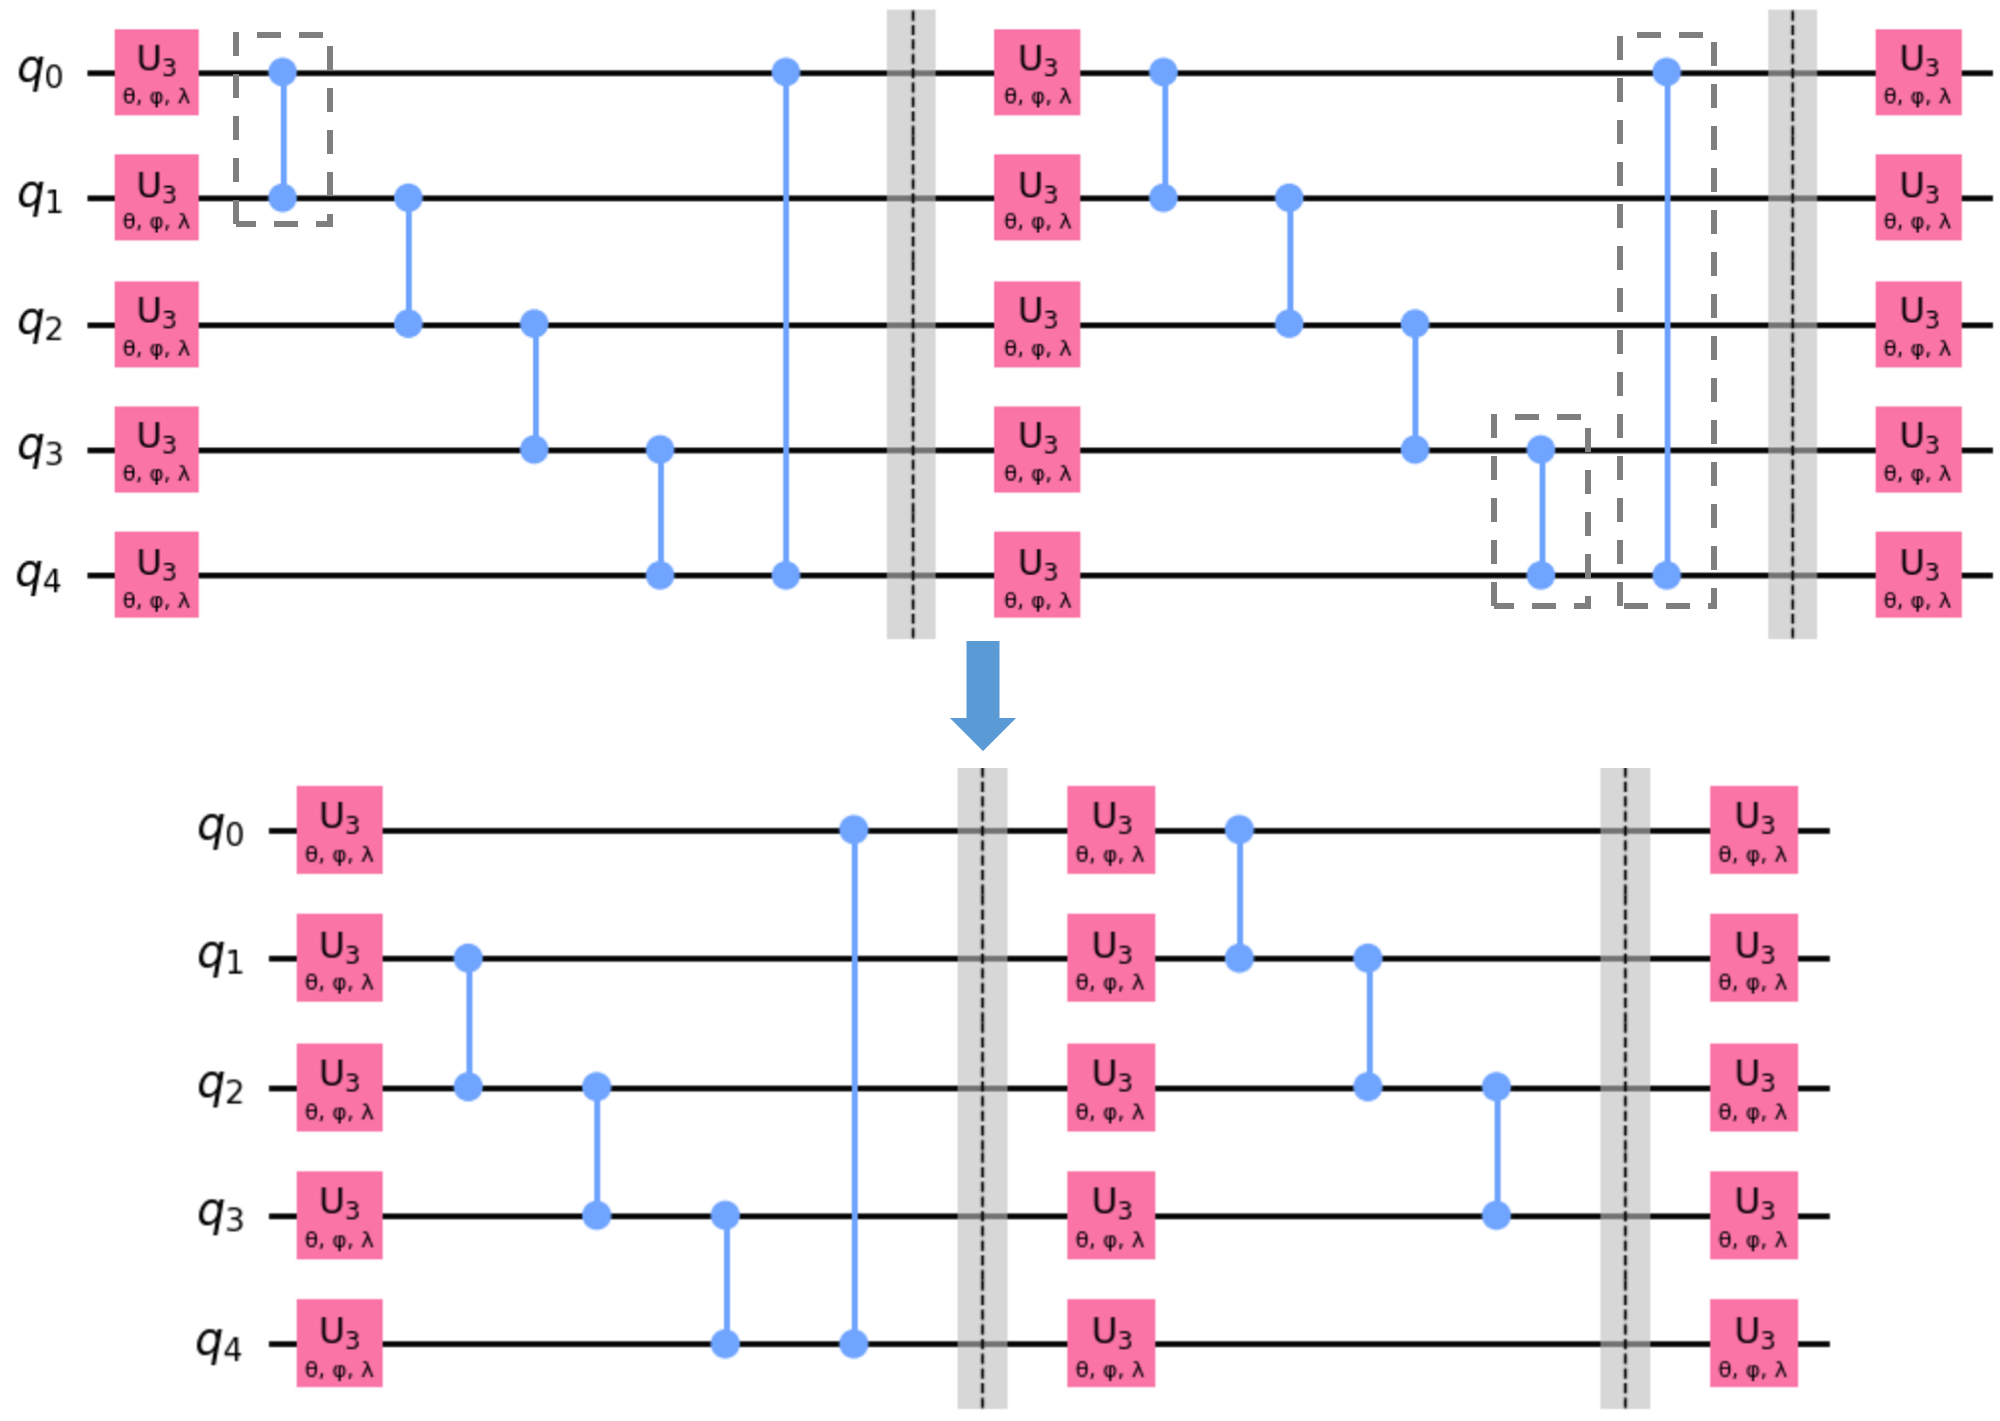 q0 U3 U3 U3
θ, φ, λ θ, φ, λ θ, φ, λ
q1 U3 U3 U3
θ, φ, λ θ, φ, λ θ, φ, λ
q2 U3 U3 U3
θ, φ, λ θ, φ, λ θ, φ, λ
q3 U3 U3 U3
θ, φ, λ θ, φ, λ θ, φ, λ
q4 U3 U3 U3
θ, φ, λ θ, φ, λ θ, φ, λ
q0 U3 U3 U3
θ, φ, λ θ, φ, λ θ, φ, λ
q1 U3 U3 U3
θ, φ, λ θ, φ, λ θ, φ, λ
q2 U3 U3 U3
θ, φ, λ θ, φ, λ θ, φ, λ
q3 U3 U3 U3
θ, φ, λ θ, φ, λ θ, φ, λ
q4 U3 U3 U3
θ, φ, λ θ, φ, λ θ, φ, λ